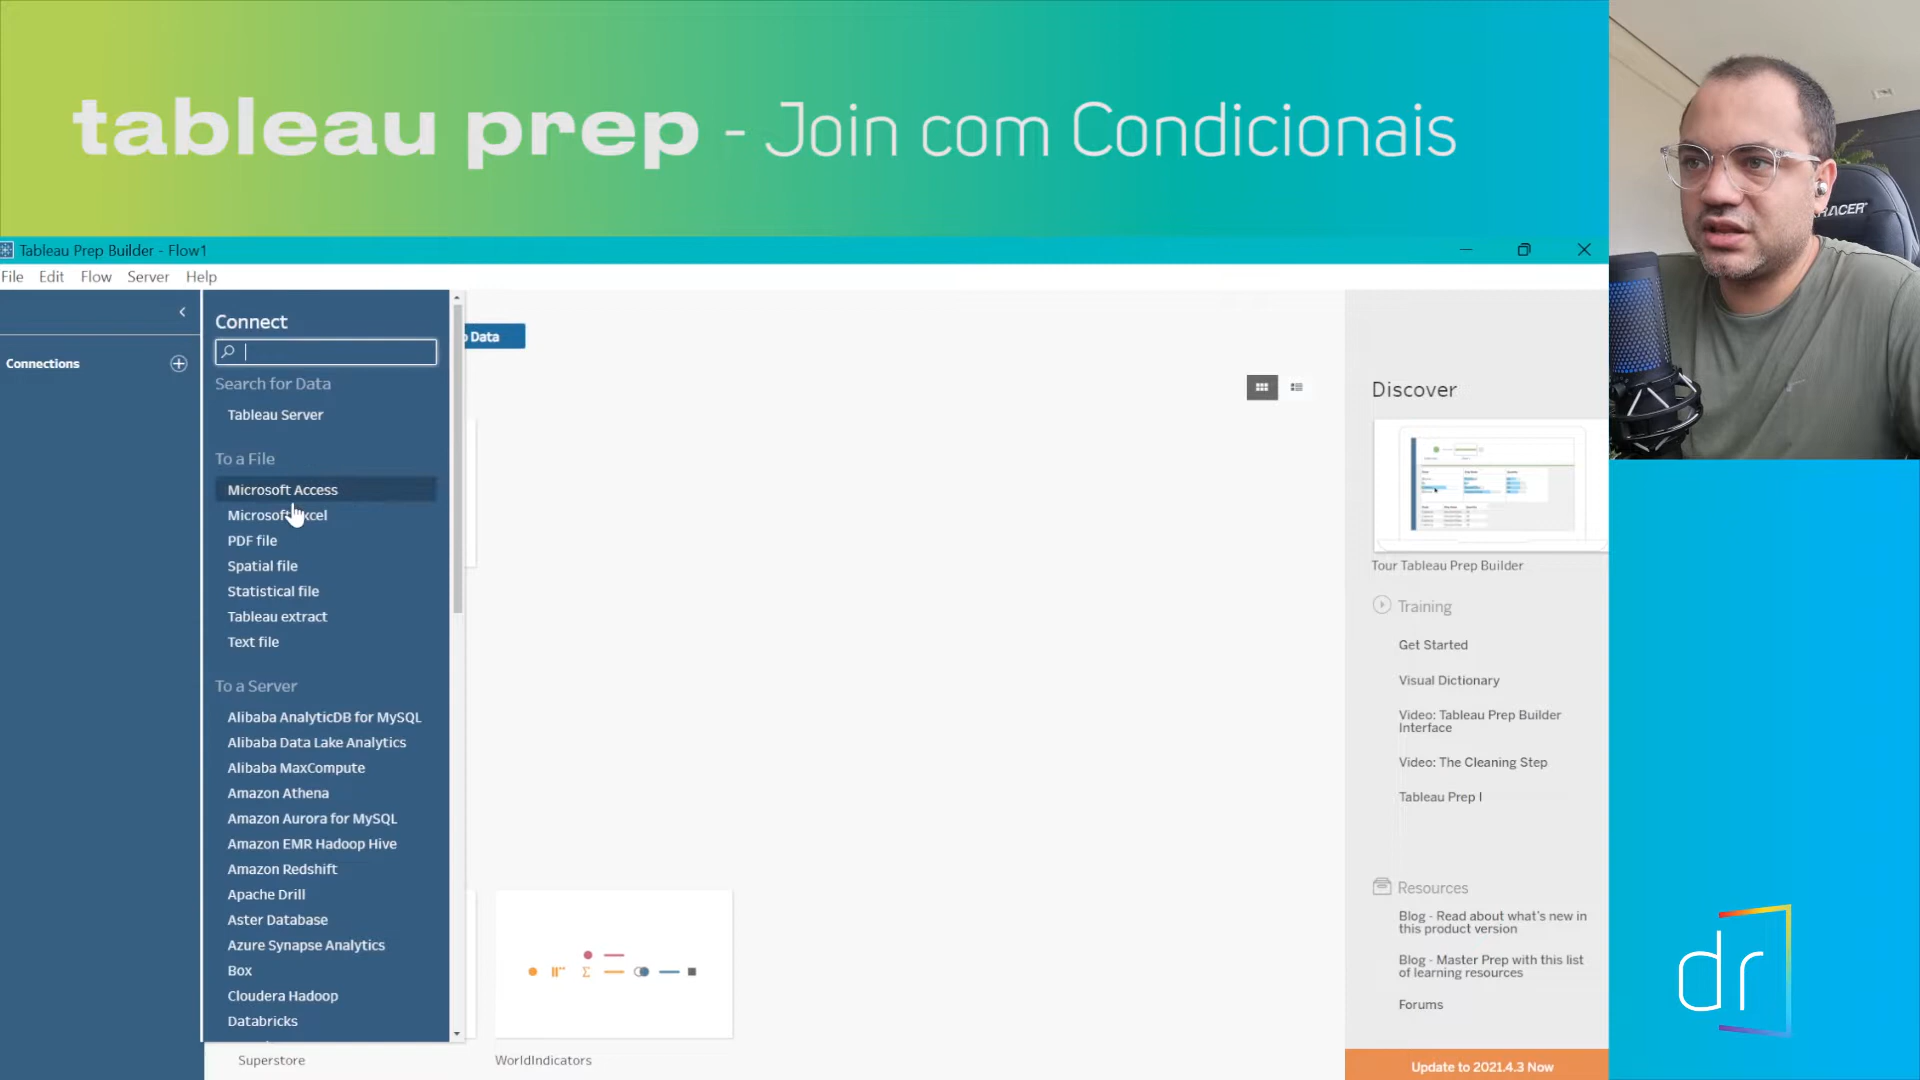 tableau prep - Join com Condicionais
Tableau Prep Builder - Flow1
File Edit Flow Server Help
Connect
Connections
Search for Data
Tableau Server
To a File
Microsoft Access
Microsoft Excel
PDF file
Spatial file
Statistical file
Tableau extract
Text file
To a Server
Alibaba AnalyticDB for MySQL
Alibaba Data Lake Analytics
Alibaba MaxCompute
Amazon Athena
Amazon Aurora for MySQL
Amazon EMR Hadoop Hive
Amazon Redshift
Apache Drill
Aster Database
Azure Synapse Analytics
Box
Cloudera Hadoop
Databricks
Data
Superstore
WorldIndicators
Discover
Tour Tableau Prep Builder
Training
Get Started
Visual Dictionary
Video: Tableau Prep Builder
Interface
Video: The Cleaning Step
Tableau Prep I
Resources
Blog - Read about what's new in
this product version
Blog - Master Prep with this list
of learning resources
Forums
Update to 2021.4.3 Now
RACER
dr